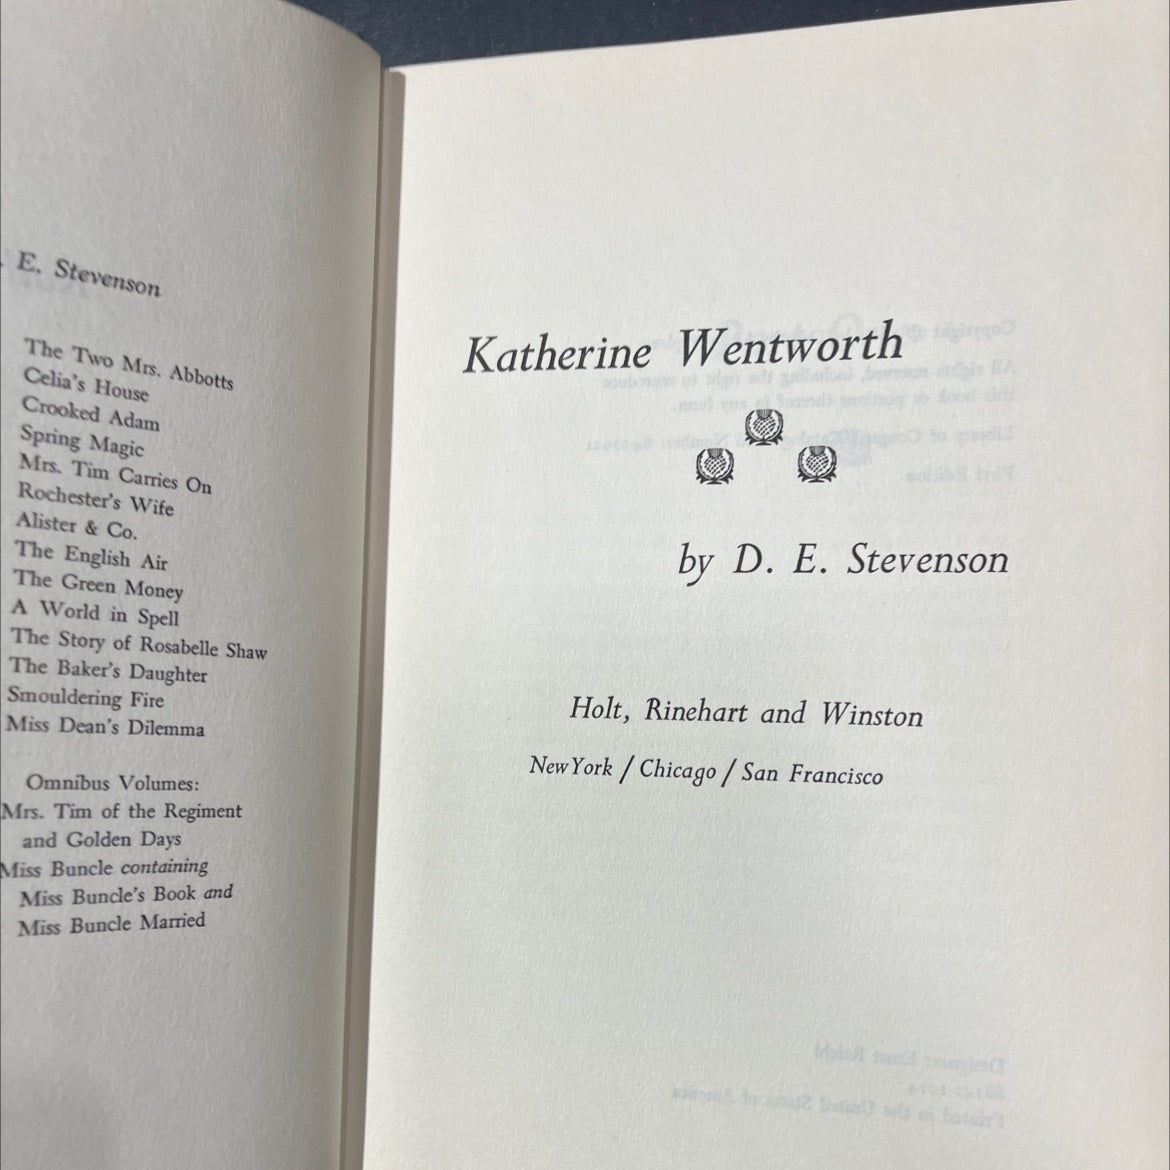 E. Stevenson
The Two Mrs. Abbotts
Celia's House
Crooked Adam
Spring Magic
Mrs. Tim Carries On
Rochester's Wife
Alister & Co.
The English Air
The Green Money
A World in Spell
The Story of Rosabelle Shaw
The Baker's Daughter
Smouldering Fire
Miss Dean's Dilemma
Omnibus Volumes:
Mrs. Tim of the Regiment
and Golden Days
Miss Buncle containing
Miss Buncle's Book and
Miss Buncle Married
Katherine Wentworth
by D. E. Stevenson
Holt, Rinehart and Winston
New York / Chicago / San Francisco